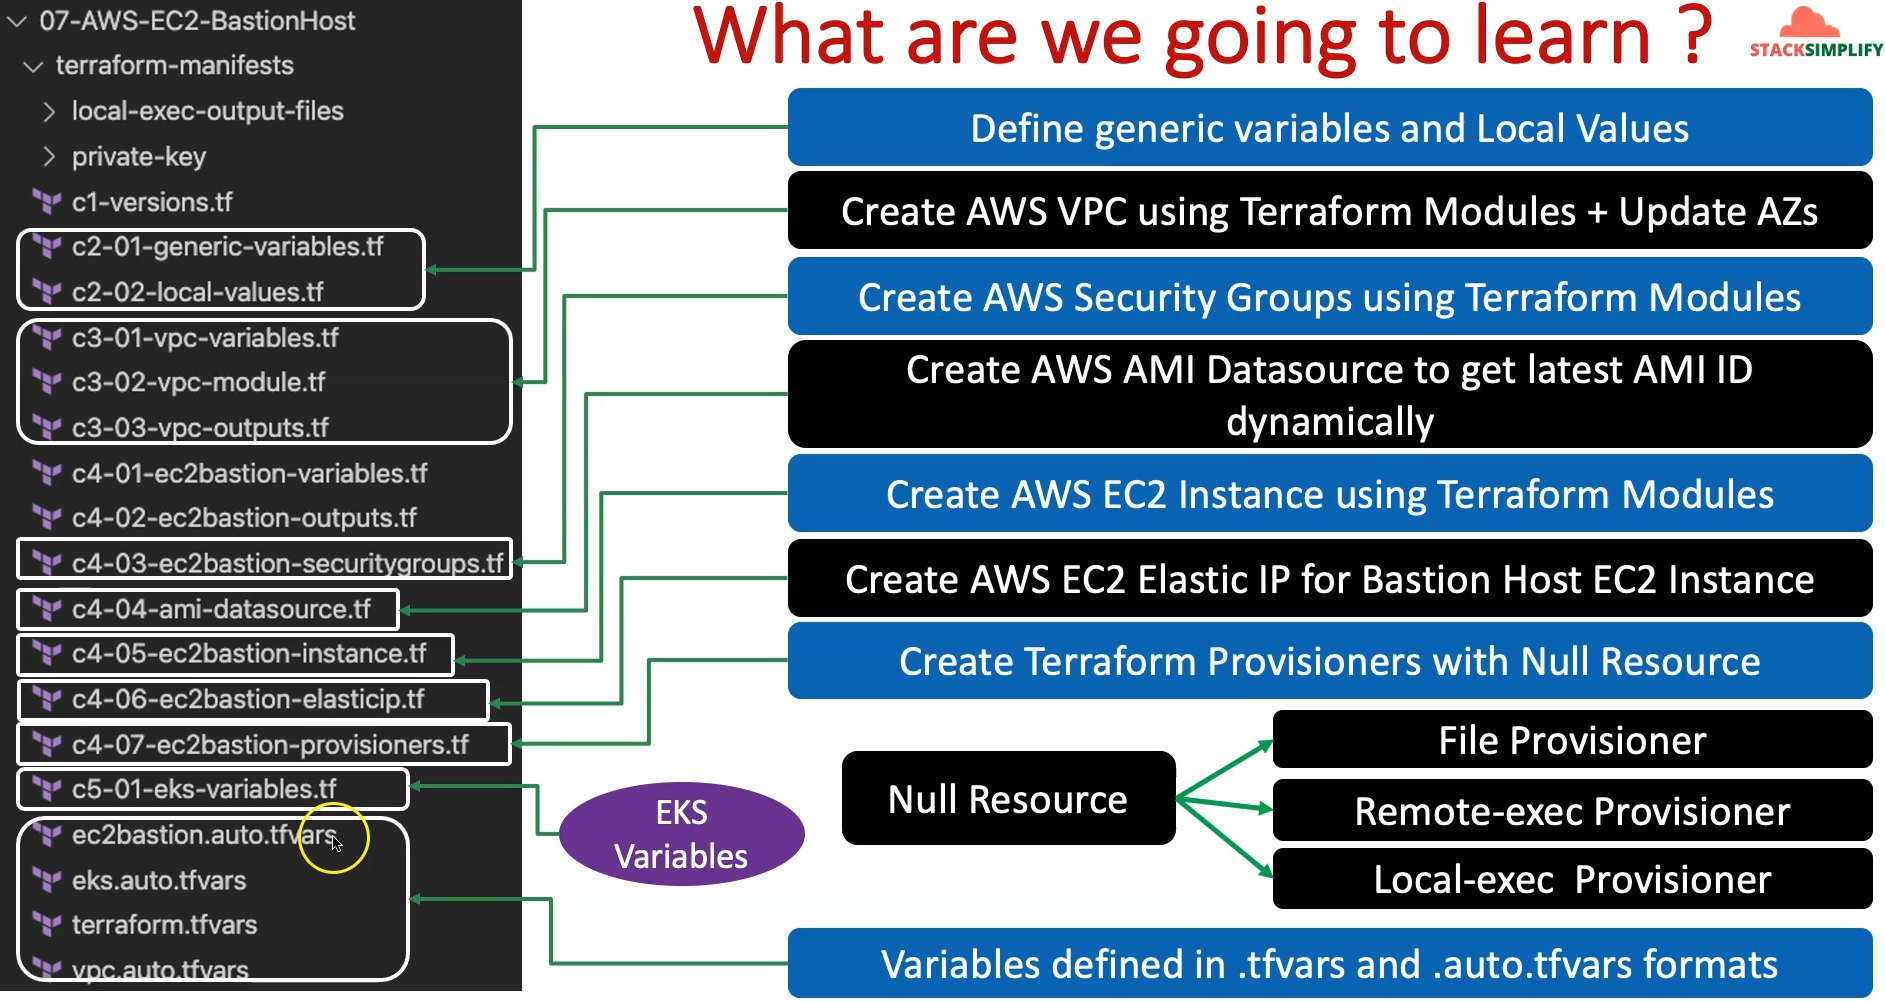 07-AWS-EC2-BastionHost
terraform-manifests
local-exec-output-files
private-key
c1-versions.tf
c2-01-generic-variables.tf
c2-02-local-values.tf
c3-01-vpc-variables.tf
c3-02-vpc-module.tf
c3-03-vpc-outputs.tf
c4-01-ec2bastion-variables.tf
c4-02-ec2bastion-outputs.tf
c4-03-ec2bastion-securitygroups.tf
c4-04-ami-datasource.tf
c4-05-ec2bastion-instance.tf
c4-06-ec2bastion-elasticip.tf
c4-07-ec2bastion-provisioners.tf
c5-01-eks-variables.tf
ec2bastion.auto.tfvars
eks.auto.tfvars
terraform.tfvars
vpc.auto.tfvars
What are we going to learn ?
STACKSIMPLIFY
Define generic variables and Local Values
Create AWS VPC using Terraform Modules + Update AZs
Create AWS Security Groups using Terraform Modules
Create AWS AMI Datasource to get latest AMI ID
dynamically
Create AWS EC2 Instance using Terraform Modules
Create AWS EC2 Elastic IP for Bastion Host EC2 Instance
Create Terraform Provisioners with Null Resource
EKS
Variables
Null Resource
File Provisioner
Remote-exec Provisioner
Local-exec Provisioner
Variables defined in .tfvars and .auto.tfvars formats